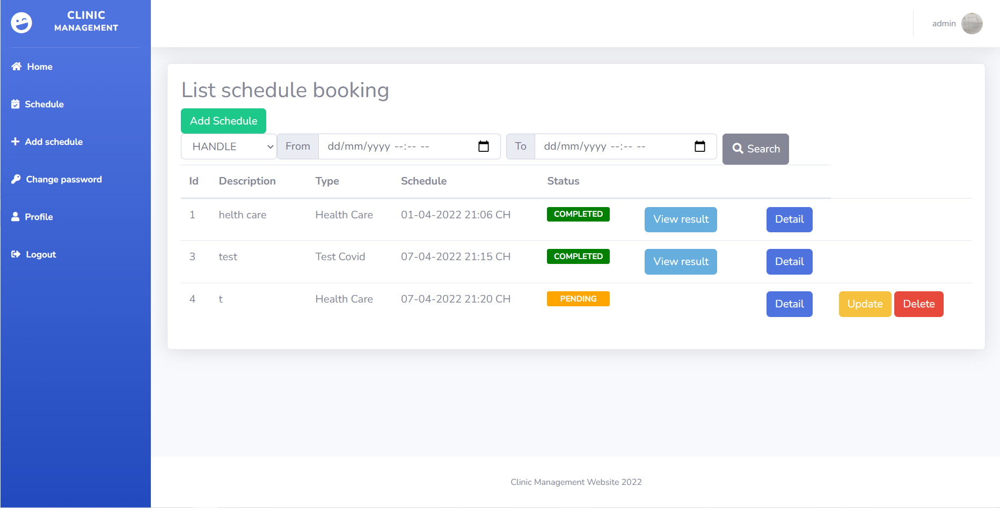 CLINIC
MANAGEMENT
admin
Home
Schedule
Add schedule
Change password
Profile
Logout
List schedule booking
Add Schedule
HANDLE From dd/mm/yyyy --:-- -- To dd/mm/yyyy --:-- -- Search
Id Description Type Schedule Status
1 helth care Health Care 01-04-2022 21:06 CH COMPLETED View result Detail
3 test Test Covid 07-04-2022 21:15 CH COMPLETED View result Detail
4 t Health Care 07-04-2022 21:20 CH PENDING Detail Update Delete
Clinic Management Website 2022